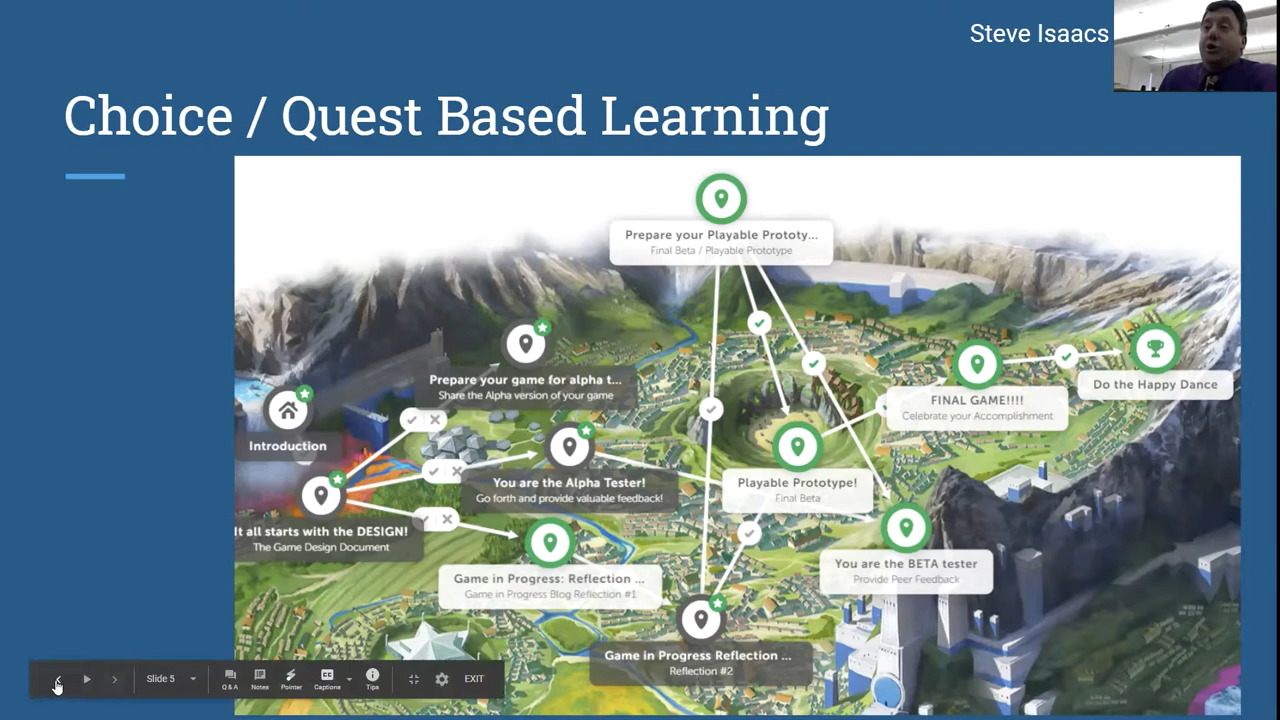 Steve Isaacs
Choice / Quest Based Learning
Prepare your Playable Prototy...
Final Beta / Playable Prototype
Prepare your game for alpha t...
Share the Alpha version of your game
Introduction
FINAL GAME!!!!
Celebrate your Accomplishment
Do the Happy Dance
You are the Alpha Tester!
Go forth and provide valuable feedback!
Playable Prototype!
Final Beta
It all starts with the DESIGN!
The Game Design Document
Game in Progress: Reflection ...
Game in Progress Blog Reflection #1
You are the BETA tester
Provide Peer Feedback
Game in Progress Reflection ...
Reflection #2
Slide 5
Q & A
Notes
Pointer
Captions
Tips
EXIT